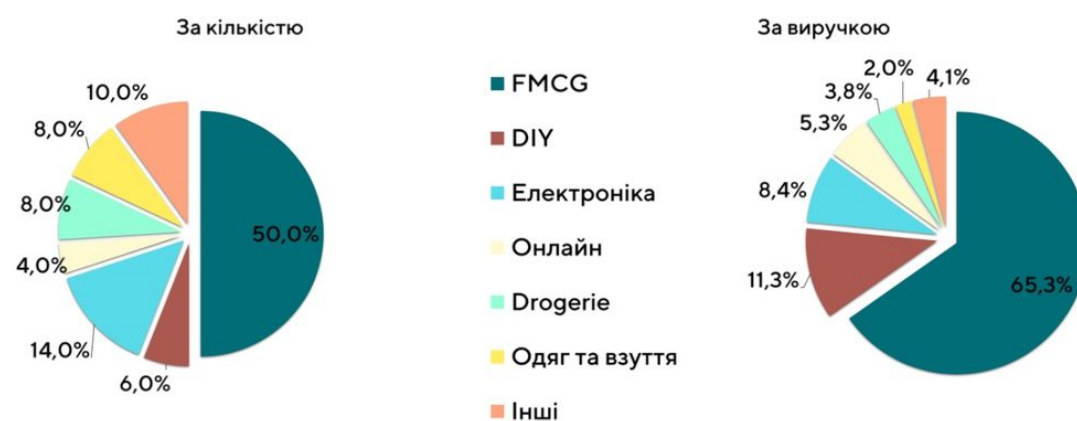 За кількістю
10,0%
8,0%
8,0%
4,0%
14,0%
6,0%
50,0%
FMCG
DIY
Електроніка
Онлайн
Drogerie
Одяг та взуття
Інші
За виручкою
2,0%
4,1%
3,8%
5,3%
8,4%
11,3%
65,3%